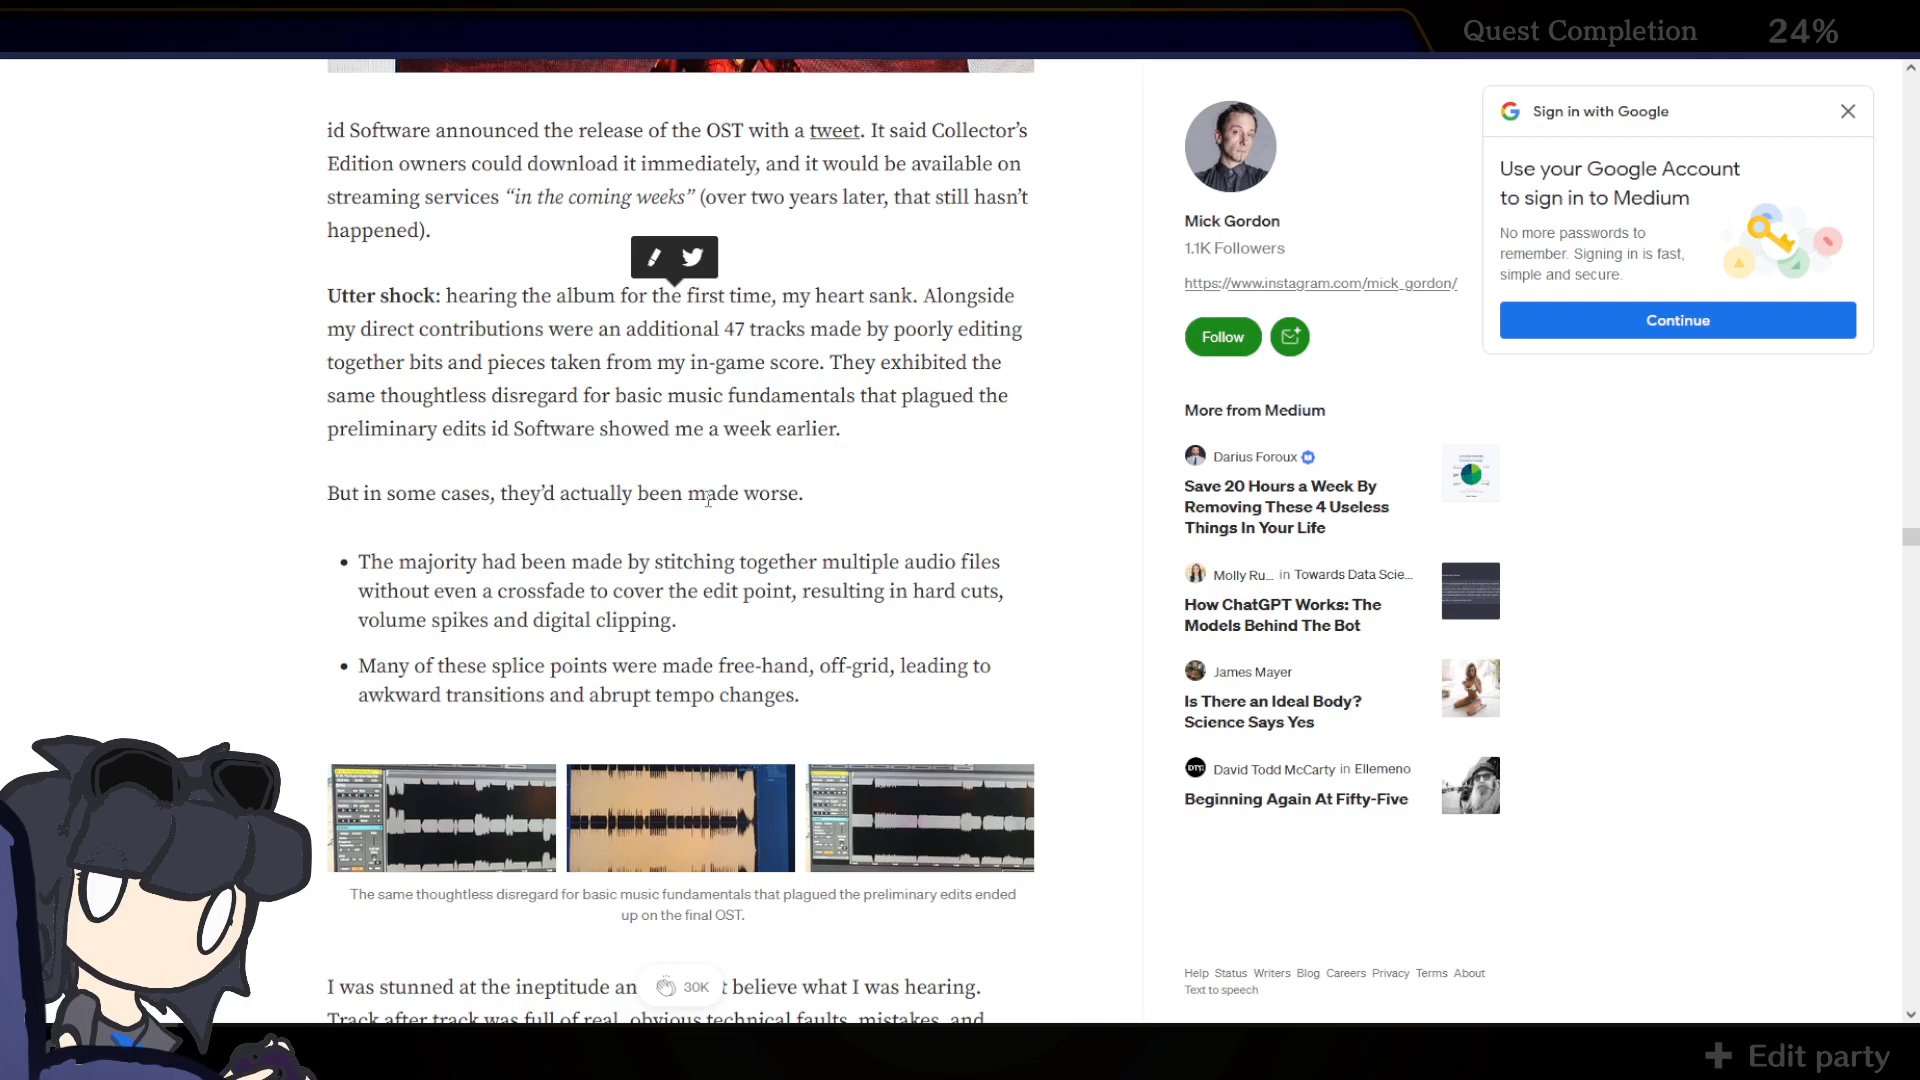 Quest Completion 24%
id Software announced the release of the OST with a tweet. It said Collector's
Edition owners could download it immediately, and it would be available on
streaming services “in the coming weeks” (over two years later, that still hasn't
happened).
Utter shock: hearing the album for the first time, my heart sank. Alongside
my direct contributions were an additional 47 tracks made by poorly editing
together bits and pieces taken from my in-game score. They exhibited the
same thoughtless disregard for basic music fundamentals that plagued the
preliminary edits id Software showed me a week earlier.
But in some cases, they'd actually been made worse.
• The majority had been made by stitching together multiple audio files
without even a crossfade to cover the edit point, resulting in hard cuts,
volume spikes and digital clipping.
• Many of these splice points were made free-hand, off-grid, leading to
awkward transitions and abrupt tempo changes.
The same thoughtless disregard for basic music fundamentals that plagued the preliminary edits ended
up on the final OST.
I was stunned at the ineptitude an
30K
t believe what I was hearing.
Track after track was full of real, obvious technical faults, mistakes, and
Mick Gordon
1.1K Followers
https://www.instagram.com/mick_gordon/
Follow
More from Medium
Darius Foroux
Save 20 Hours a Week By
Removing These 4 Useless
Things In Your Life
Molly Ru... in Towards Data Scie...
How ChatGPT Works: The
Models Behind The Bot
James Mayer
Is There an Ideal Body?
Science Says Yes
DTM
David Todd McCarty in Ellemeno
Beginning Again At Fifty-Five
Help Status Writers Blog Careers Privacy Terms About
Text to speech
Sign in with Google
Use your Google Account
to sign in to Medium
No more passwords to
remember. Signing in is fast,
simple and secure.
Continue
Edit party